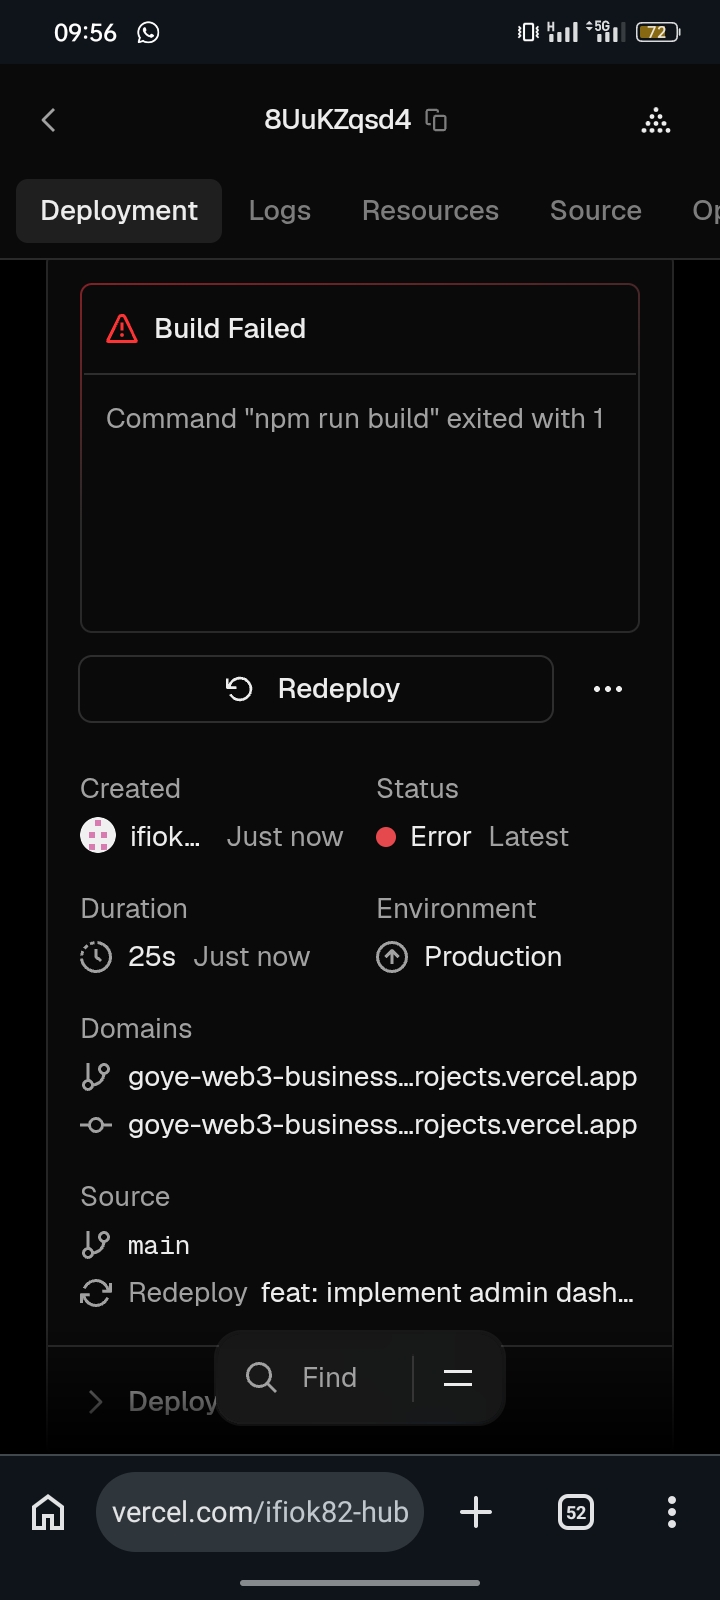 09:56
H
5G
72
8UuKZqsd4
Deployment Logs Resources Source Op
Build Failed
Command "npm run build" exited with 1
Redeploy
Created Status
ifiok... Just now Error Latest
Duration Environment
25s Just now Production
Domains
goye-web3-business...rojects.vercel.app
goye-web3-business...rojects.vercel.app
Source
main
Redeploy feat: implement admin dash...
Find
Deploy
vercel.com/ifiok82-hub
52